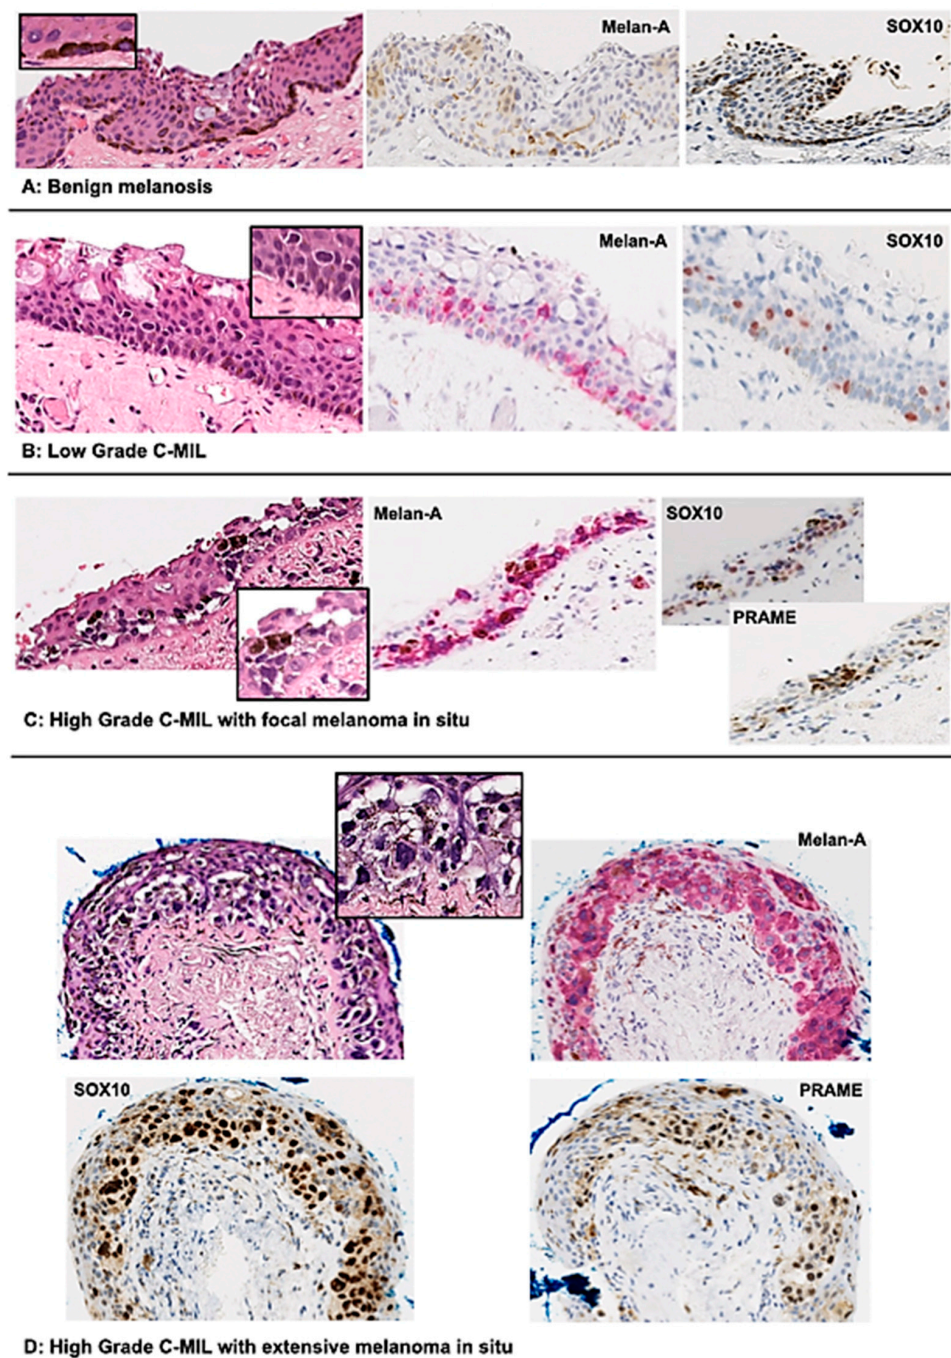 Melan-A
SOX10
A: Benign melanosis
Melan-A
SOX10
B: Low Grade C-MIL
Melan-A
SOX10
PRAME
C: High Grade C-MIL with focal melanoma in situ
Melan-A
SOX10
PRAME
D: High Grade C-MIL with extensive melanoma in situ